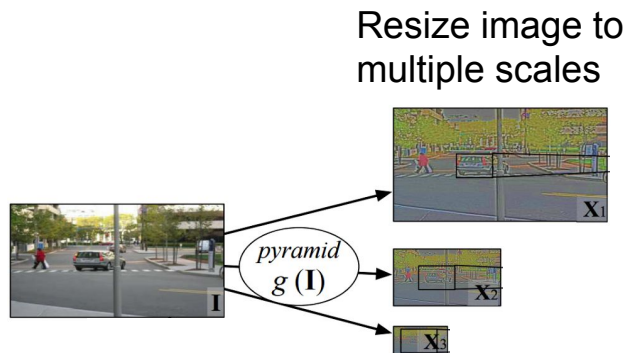 Resize image to
multiple scales
X1
pyramid
g (I)
I
X2
X3